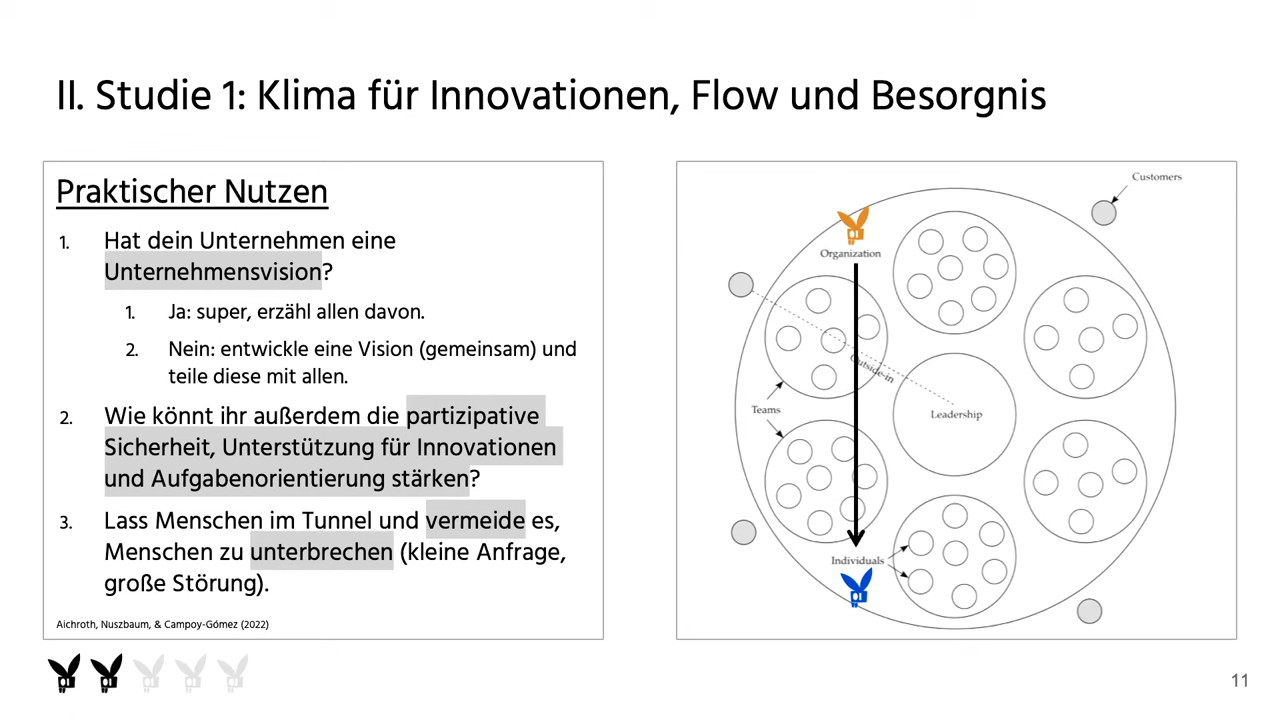 II. Studie 1: Klima für Innovationen, Flow und Besorgnis
Praktischer Nutzen
1. Hat dein Unternehmen eine
Unternehmensvision?
1. Ja: super, erzähl allen davon.
2. Nein: entwickle eine Vision (gemeinsam) und
teile diese mit allen.
2. Wie könnt ihr außerdem die partizipative
Sicherheit, Unterstützung für Innovationen
und Aufgabenorientierung stärken?
3. Lass Menschen im Tunnel und vermeide es,
Menschen zu unterbrechen (kleine Anfrage,
große Störung).
Aichroth, Nuszbaum, & Campoy-Gómez (2022)
Customers
Organization
Outside-in
Teams
Leadership
Individuals
11